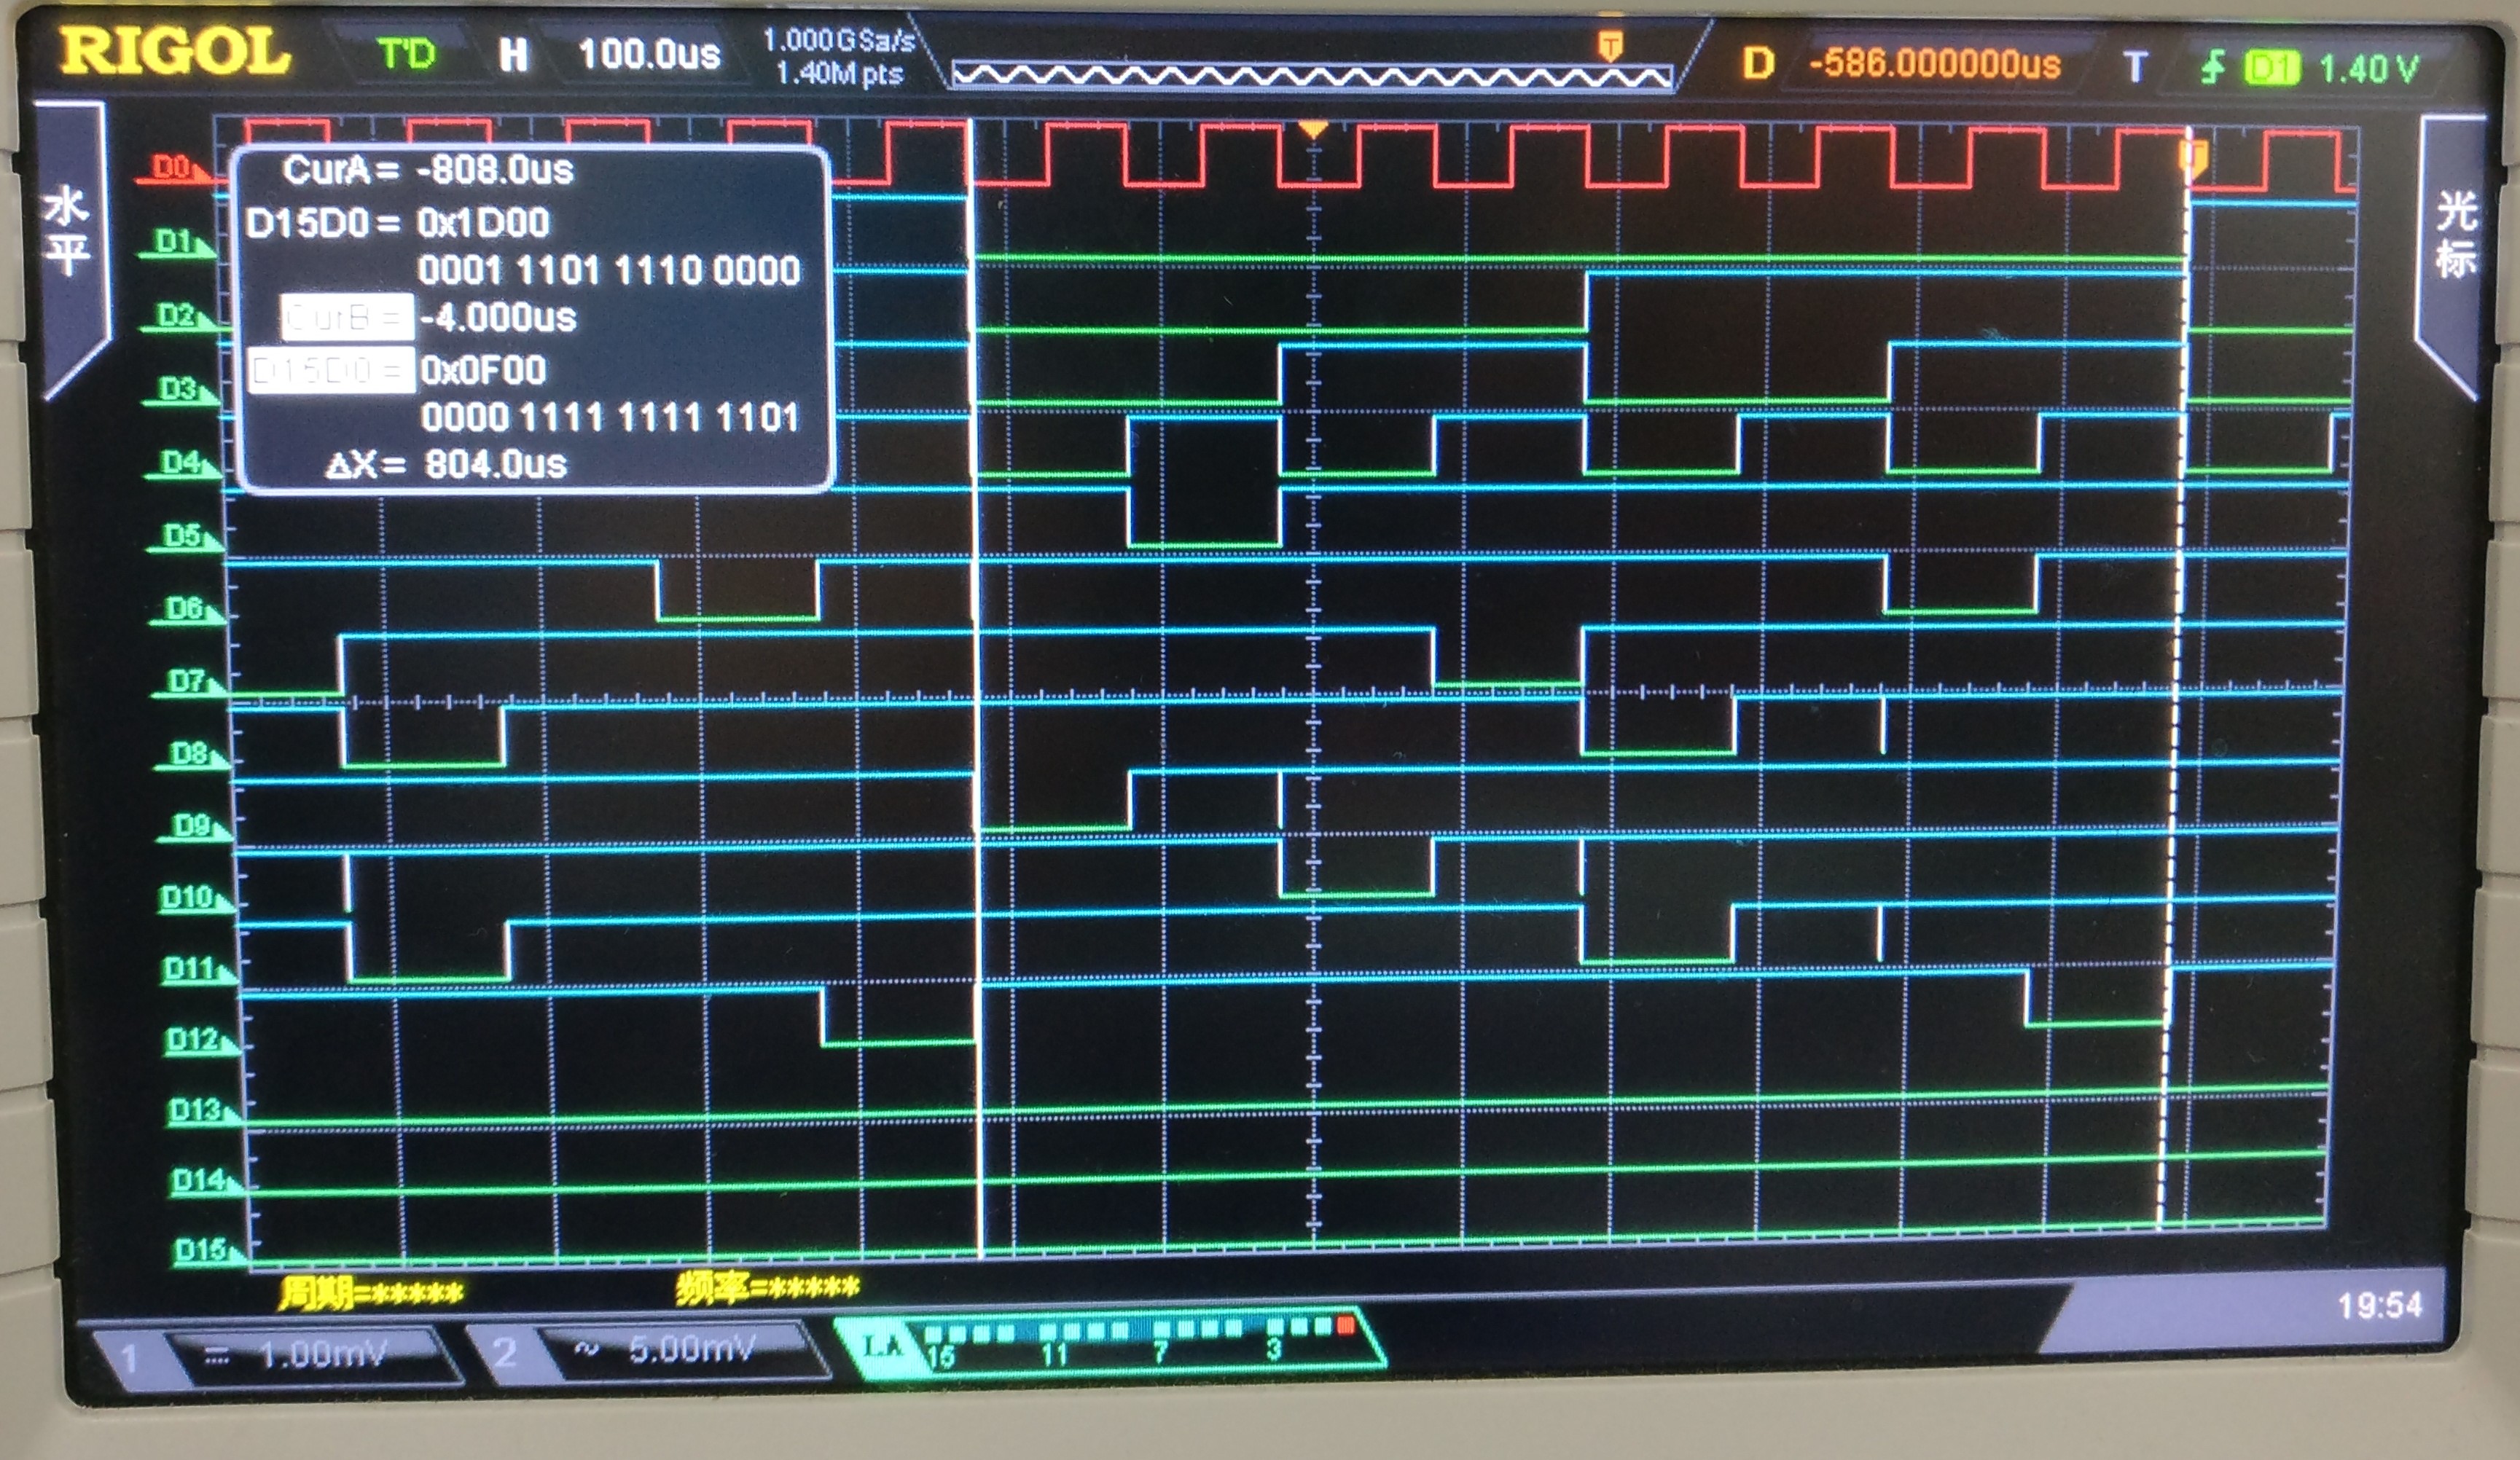 RIGOL T'D H 100.0us 1.000GSa/s D -586.000000us T D1 1.40 V
1.40M pts
T
水平
光标
D0
CurA= -808.0us
D15D0= 0x1D00
0001 1101 1110 0000
CurB = -4.000us
D15D0= 0x0F00
0000 1111 1111 1101
ΔX= 804.0us
T
D1
D2
D3
D4
D5
D6
D7
D8
D9
D10
D11
D12
D13
D14
D15
周期=***** 频率=*****
19:54
1 1.00mV 2 ~ 5.00mV LA 15 11 7 3